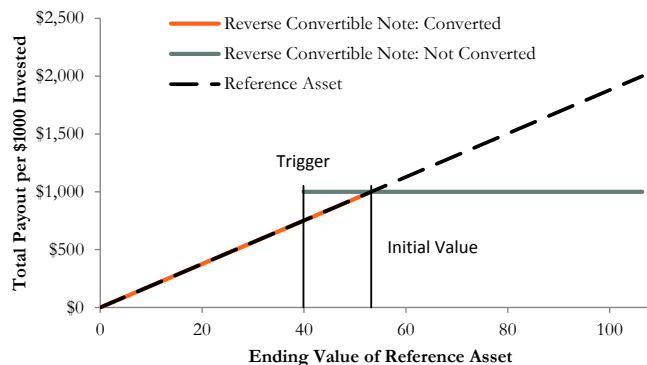 $2,500
$2,000
$1,500
$1,000
$500
$0
Total Payout per $1000 Invested
Reverse Convertible Note: Converted
Reverse Convertible Note: Not Converted
Reference Asset
Trigger
Initial Value
0 20 40 60 80 100
Ending Value of Reference Asset